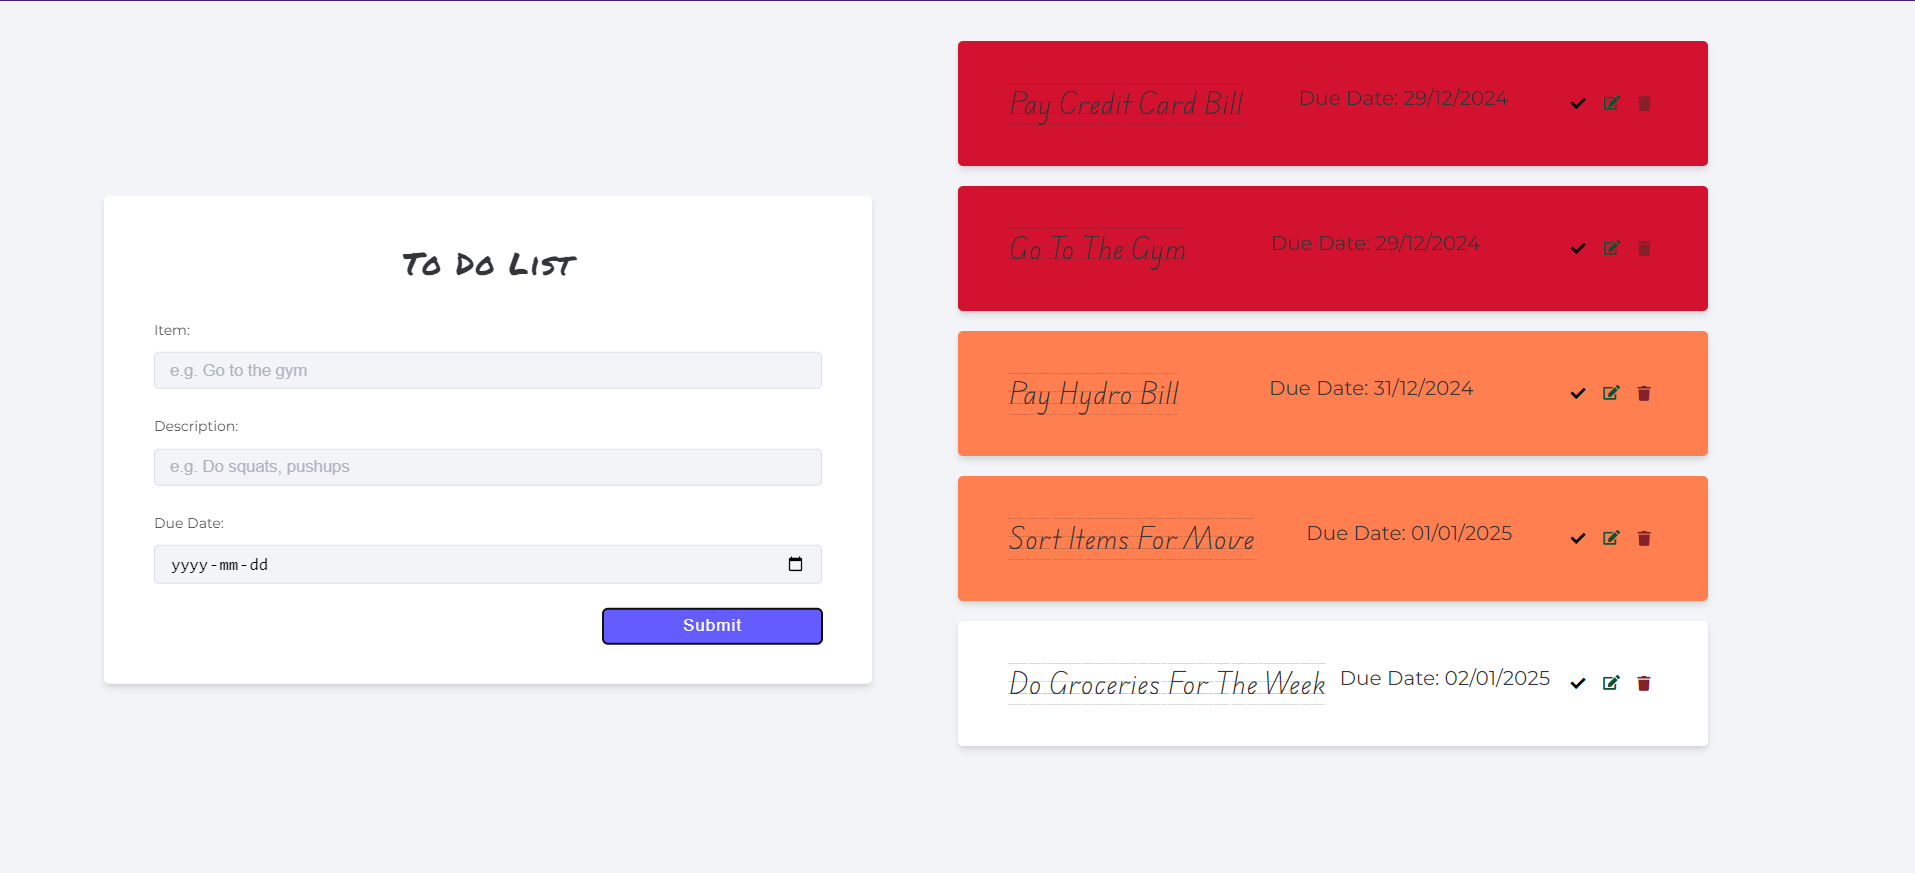 To Do List
Item:
e.g. Go to the gym
Description:
e.g. Do squats, pushups
Due Date:
yyyy-mm-dd
Submit
Pay Credit Card Bill Due Date: 29/12/2024
Go To The Gym Due Date: 29/12/2024
Pay Hydro Bill Due Date: 31/12/2024
Sort Items For Move Due Date: 01/01/2025
Do Groceries For The Week Due Date: 02/01/2025